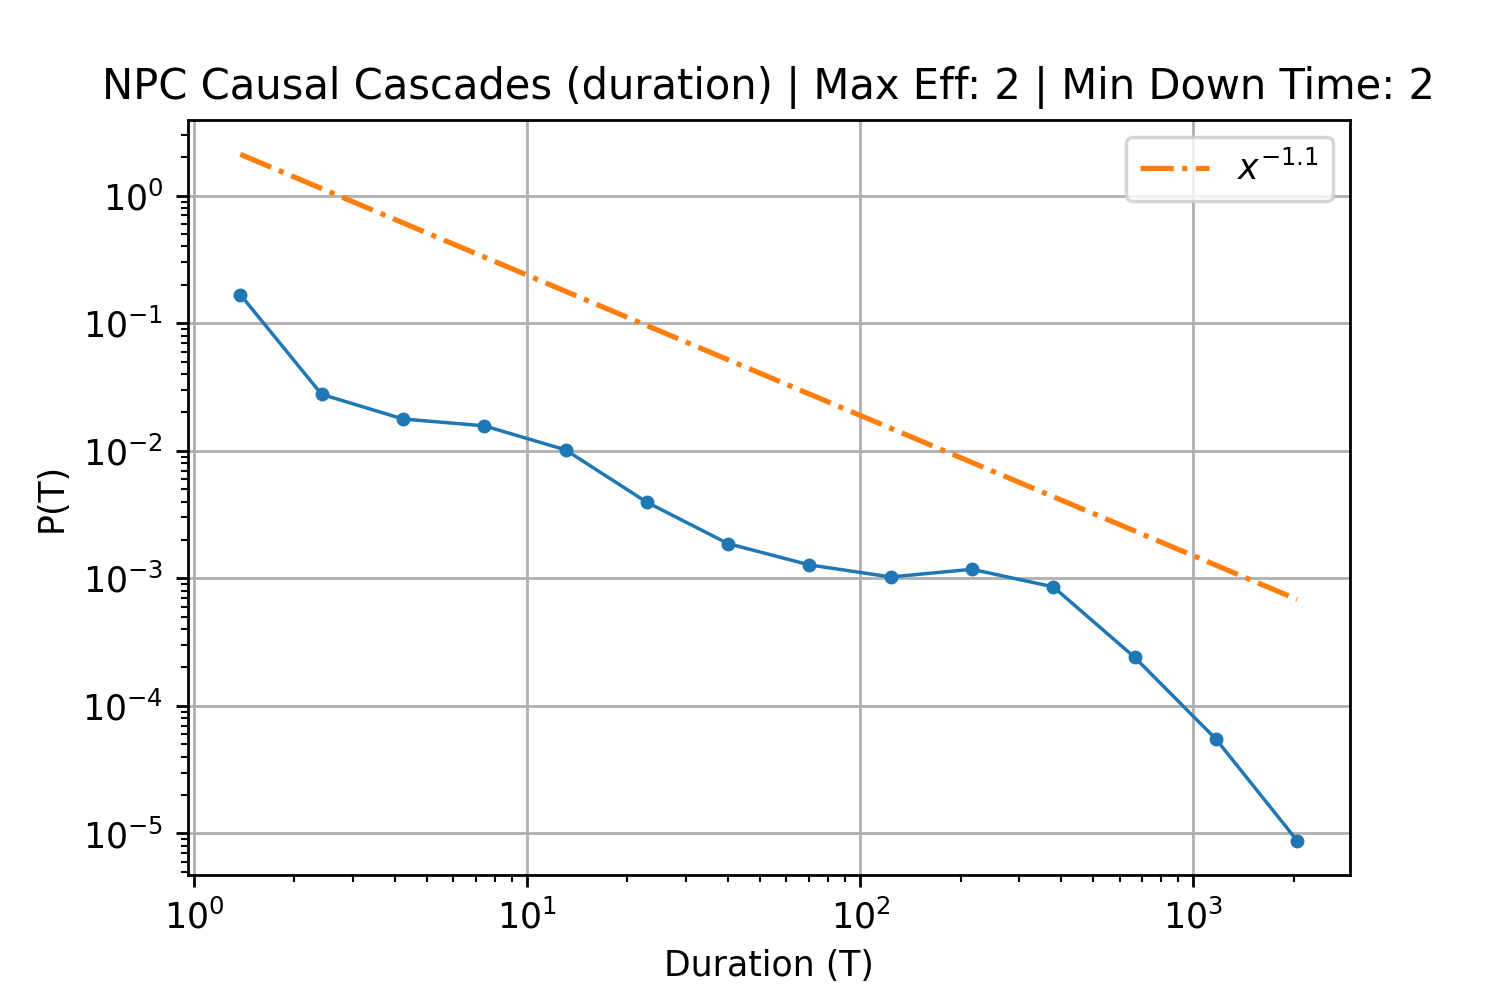 NPC Causal Cascades (duration) | Max Eff: 2 | Min Down Time: 2
x^{-1.1}
10^0
10^{-1}
10^{-2}
10^{-3}
10^{-4}
10^{-5}
P(T)
10^0 10^1 10^2 10^3
Duration (T)